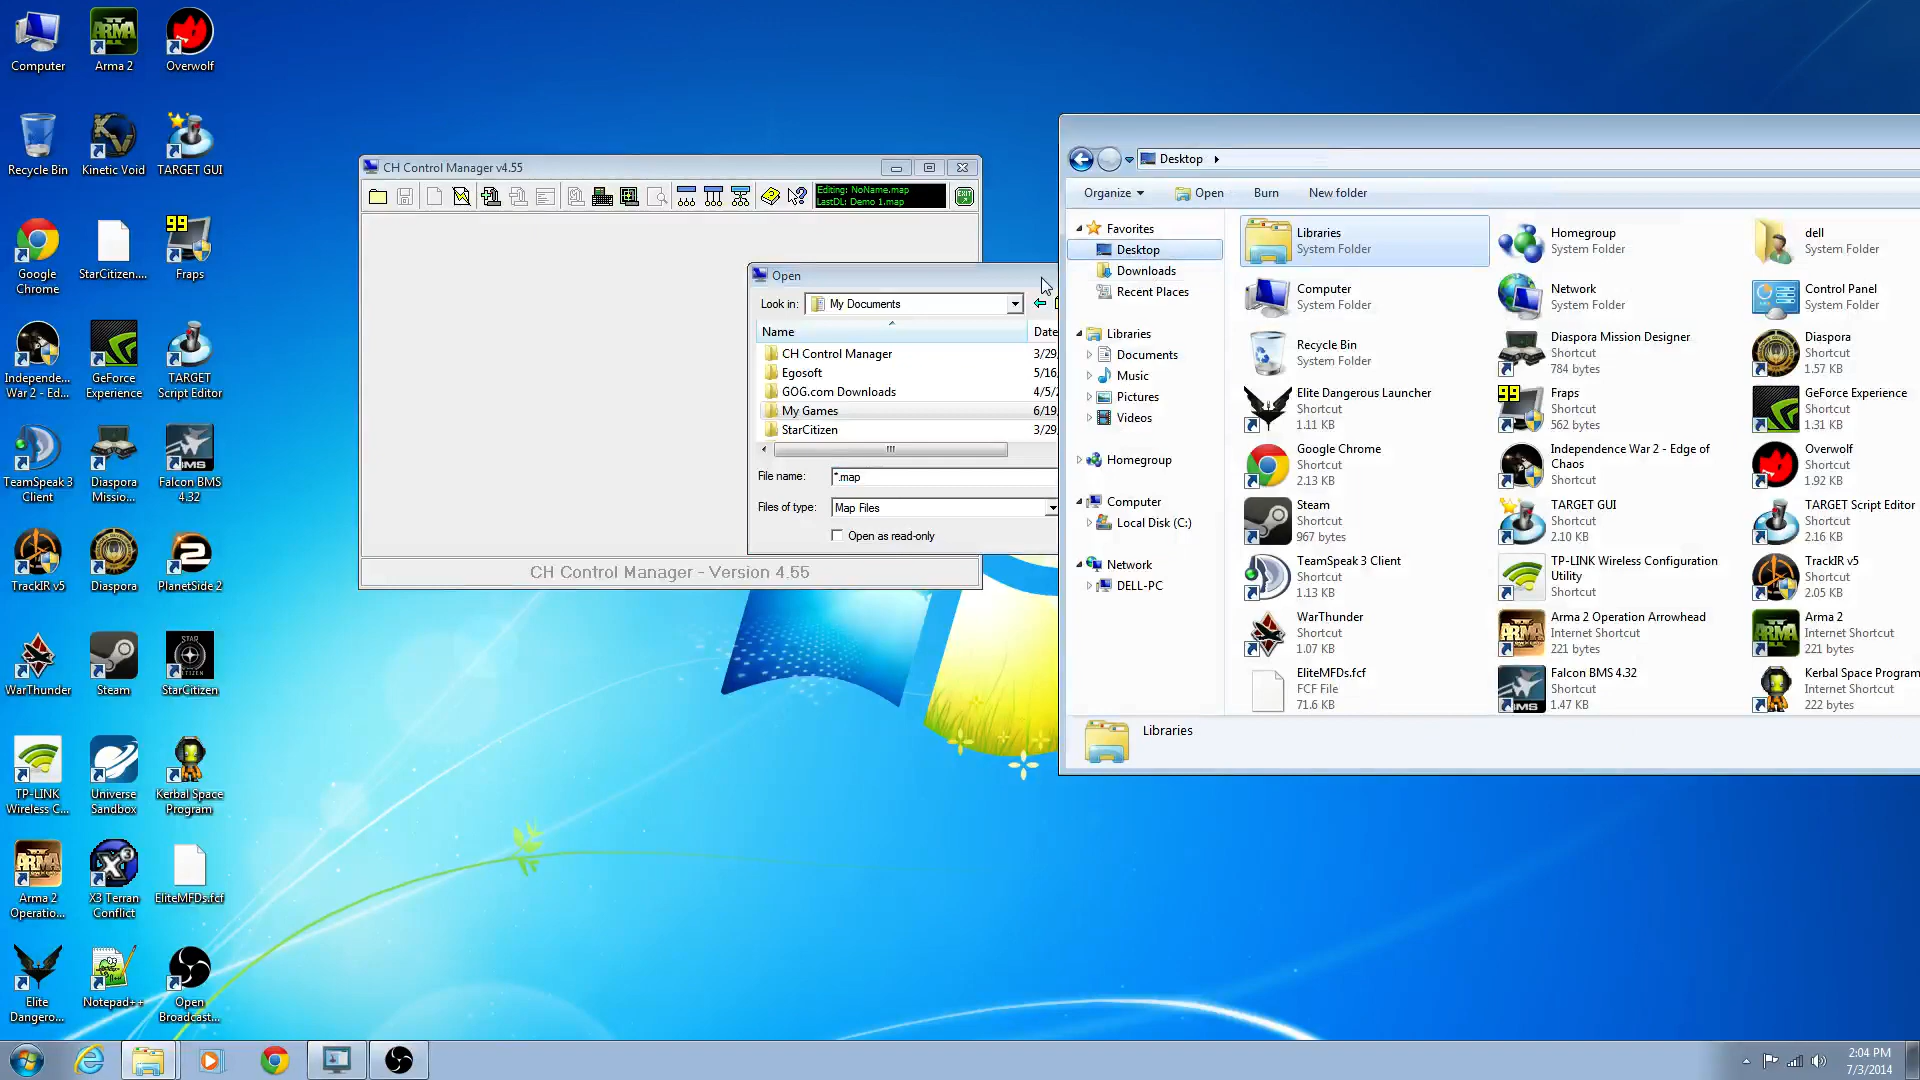 Computer
Arma 2
Overwolf
Recycle Bin
Kinetic Void
TARGET GUI
Google
Chrome
StarCitizen....
99
Fraps
Independe...
War 2 - Ed...
GeForce
Experience
TARGET
Script Editor
TeamSpeak 3
Client
Diaspora
Missio...
Falcon BMS
4.32
TrackIR v5
Diaspora
PlanetSide 2
WarThunder
Steam
StarCitizen
TP-LINK
Wireless C...
Universe
Sandbox
Kerbal Space
Program
Arma 2
Operatio...
X3 Terran
Conflict
EliteMFDs.fcf
Elite
Dangero...
Notepad++
Open
Broadcast...
CH Control Manager v4.55
Editing: NoName.map
LastDL: Demo 1.map
EXIT
Open
Look in:
My Documents
Name
Date
CH Control Manager
3/29,
Egosoft
5/16,
GOG.com Downloads
4/5/2
My Games
6/19,
StarCitizen
3/29,
File name:
*.map
Files of type:
Map Files
Open as read-only
CH Control Manager - Version 4.55
Desktop
Organize
Open
Burn
New folder
Favorites
Desktop
Downloads
Recent Places
Libraries
Documents
Music
Pictures
Videos
Homegroup
Computer
Local Disk (C:)
Network
DELL-PC
Libraries
System Folder
Homegroup
System Folder
dell
System Folder
Computer
System Folder
Network
System Folder
Control Panel
System Folder
Recycle Bin
System Folder
Diaspora Mission Designer
Shortcut
784 bytes
Diaspora
Shortcut
1.57 KB
Elite Dangerous Launcher
Shortcut
1.11 KB
99
Fraps
Shortcut
562 bytes
GeForce Experience
Shortcut
1.31 KB
Google Chrome
Shortcut
2.13 KB
Independence War 2 - Edge of
Chaos
Shortcut
Overwolf
Shortcut
1.92 KB
Steam
Shortcut
967 bytes
TARGET GUI
Shortcut
2.10 KB
TARGET Script Editor
Shortcut
2.16 KB
TeamSpeak 3 Client
Shortcut
1.13 KB
TP-LINK Wireless Configuration
Utility
Shortcut
TrackIR v5
Shortcut
2.05 KB
WarThunder
Shortcut
1.07 KB
Arma 2 Operation Arrowhead
Internet Shortcut
221 bytes
Arma 2
Internet Shortcut
221 bytes
EliteMFDs.fcf
FCF File
71.6 KB
Falcon BMS 4.32
Shortcut
1.47 KB
Kerbal Space Program
Internet Shortcut
222 bytes
Libraries
2:04 PM
7/3/2014